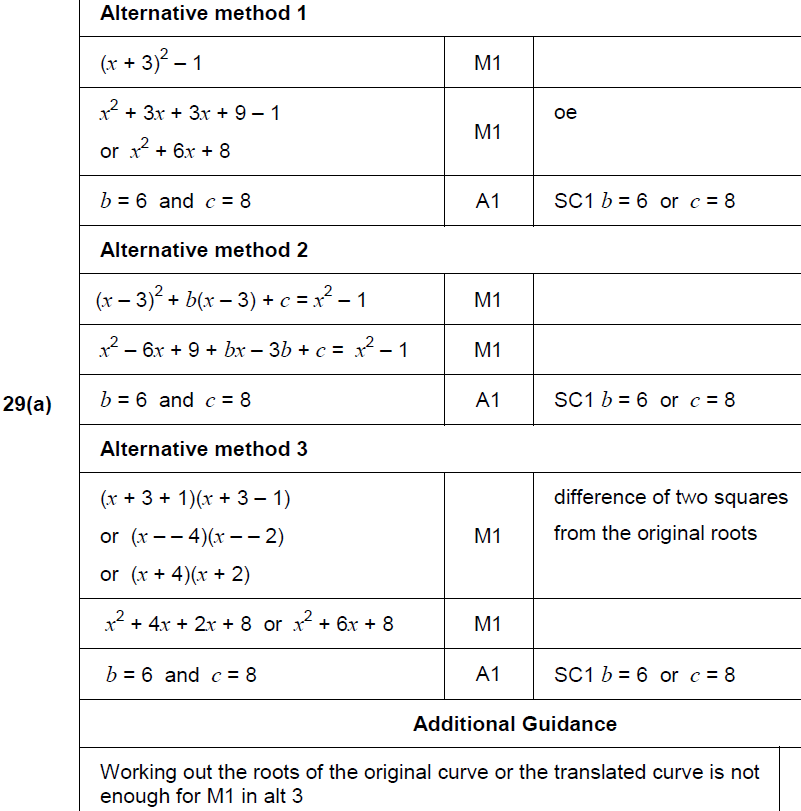 Alternative method 1
(x + 3)² – 1 M1
x² + 3x + 3x + 9 – 1
or x² + 6x + 8
M1 oe
b = 6 and c = 8 A1 SC1 b = 6 or c = 8
Alternative method 2
(x – 3)² + b(x – 3) + c = x² – 1 M1
x² – 6x + 9 + bx – 3b + c = x² – 1 M1
29(a)
b = 6 and c = 8 A1 SC1 b = 6 or c = 8
Alternative method 3
(x + 3 + 1)(x + 3 – 1)
or (x – – 4)(x – – 2)
or (x + 4)(x + 2)
M1
difference of two squares
from the original roots
x² + 4x + 2x + 8 or x² + 6x + 8 M1
b = 6 and c = 8 A1 SC1 b = 6 or c = 8
Additional Guidance
Working out the roots of the original curve or the translated curve is not
enough for M1 in alt 3